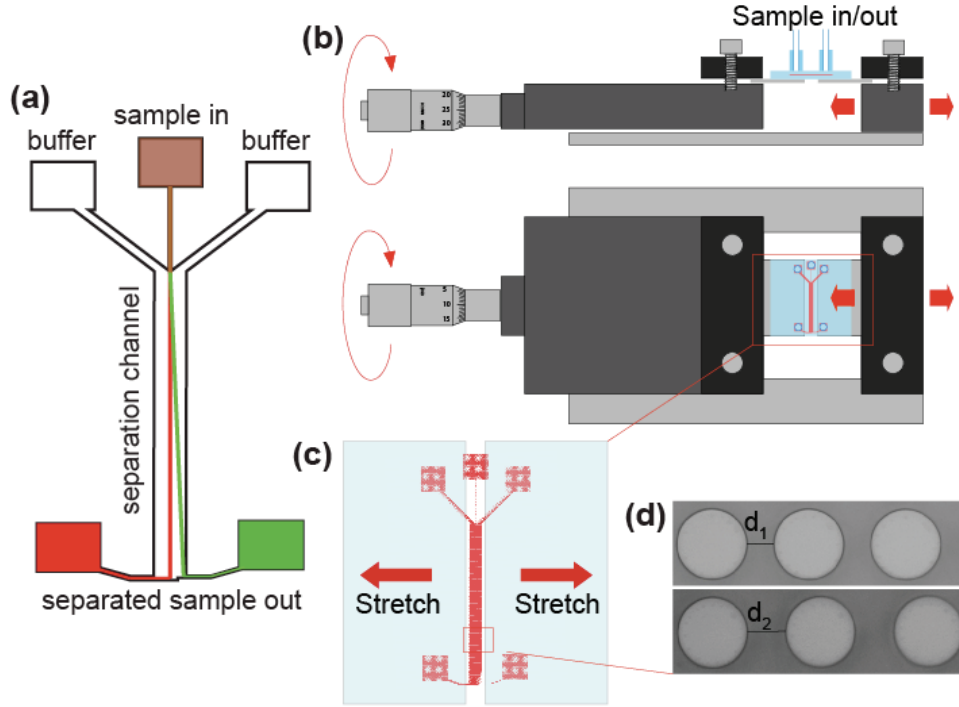 (a)
sample in
buffer
buffer
separation channel
separated sample out
(b)
Sample in/out
20
25
30
5
10
15
(c)
Stretch
Stretch
(d)
d₁
d₂